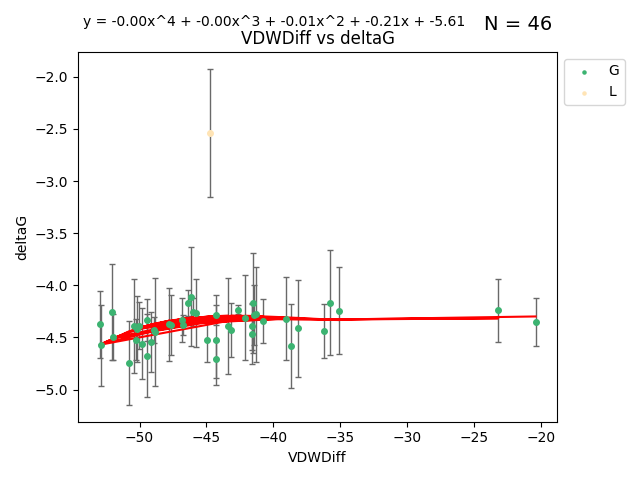 y = -0.00x^4 + -0.00x^3 + -0.01x^2 + -0.21x + -5.61
N = 46
VDWDiff vs deltaG
G
L
−2.0
−2.5
−3.0
−3.5
−4.0
−4.5
−5.0
deltaG
−50
−45
−40
−35
−30
−25
−20
VDWDiff